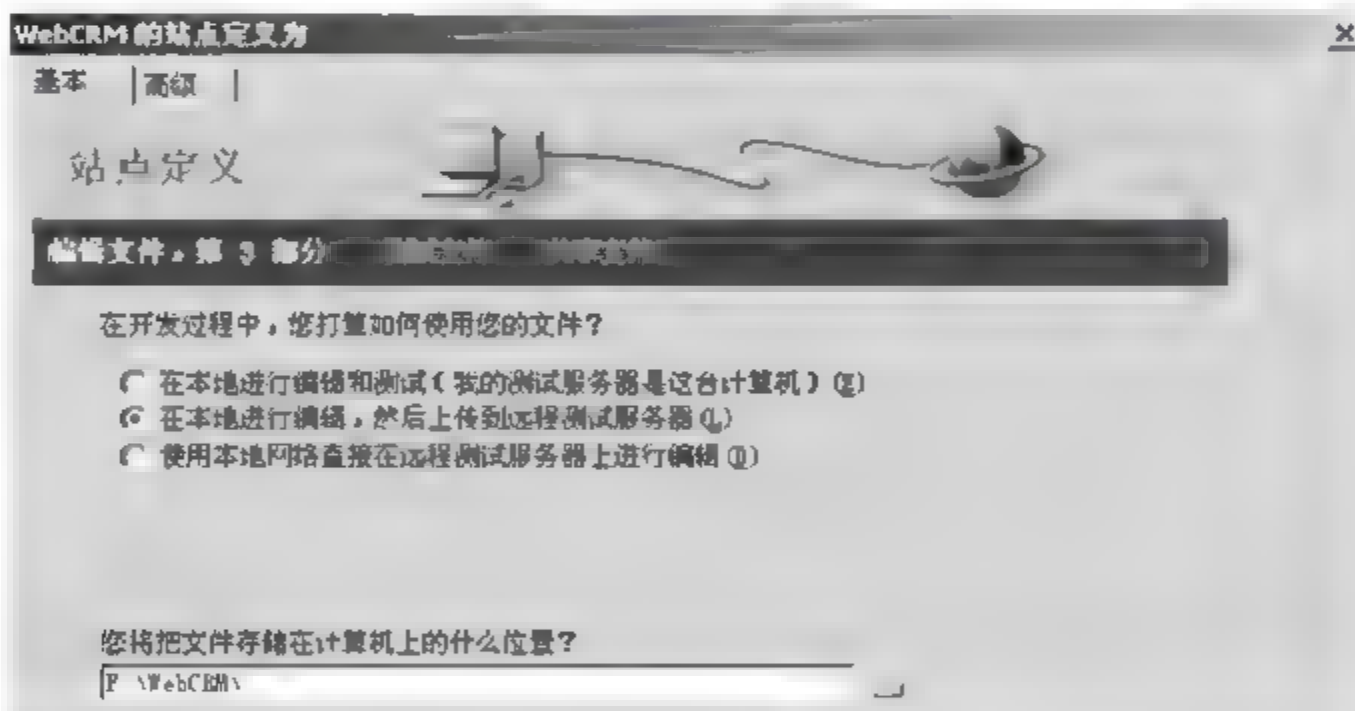 WebCRM 的站点定义为
基本 高级
站点定义
编辑文件，第 3 部分
在开发过程中，您打算如何使用您的文件？
在本地进行编辑和测试（我的测试服务器是这台计算机）(E)
在本地进行编辑，然后上传到远程测试服务器(L)
使用本地网络直接在远程测试服务器上进行编辑(D)
您将把文件存储在计算机上的什么位置？
F:\WebCRM\